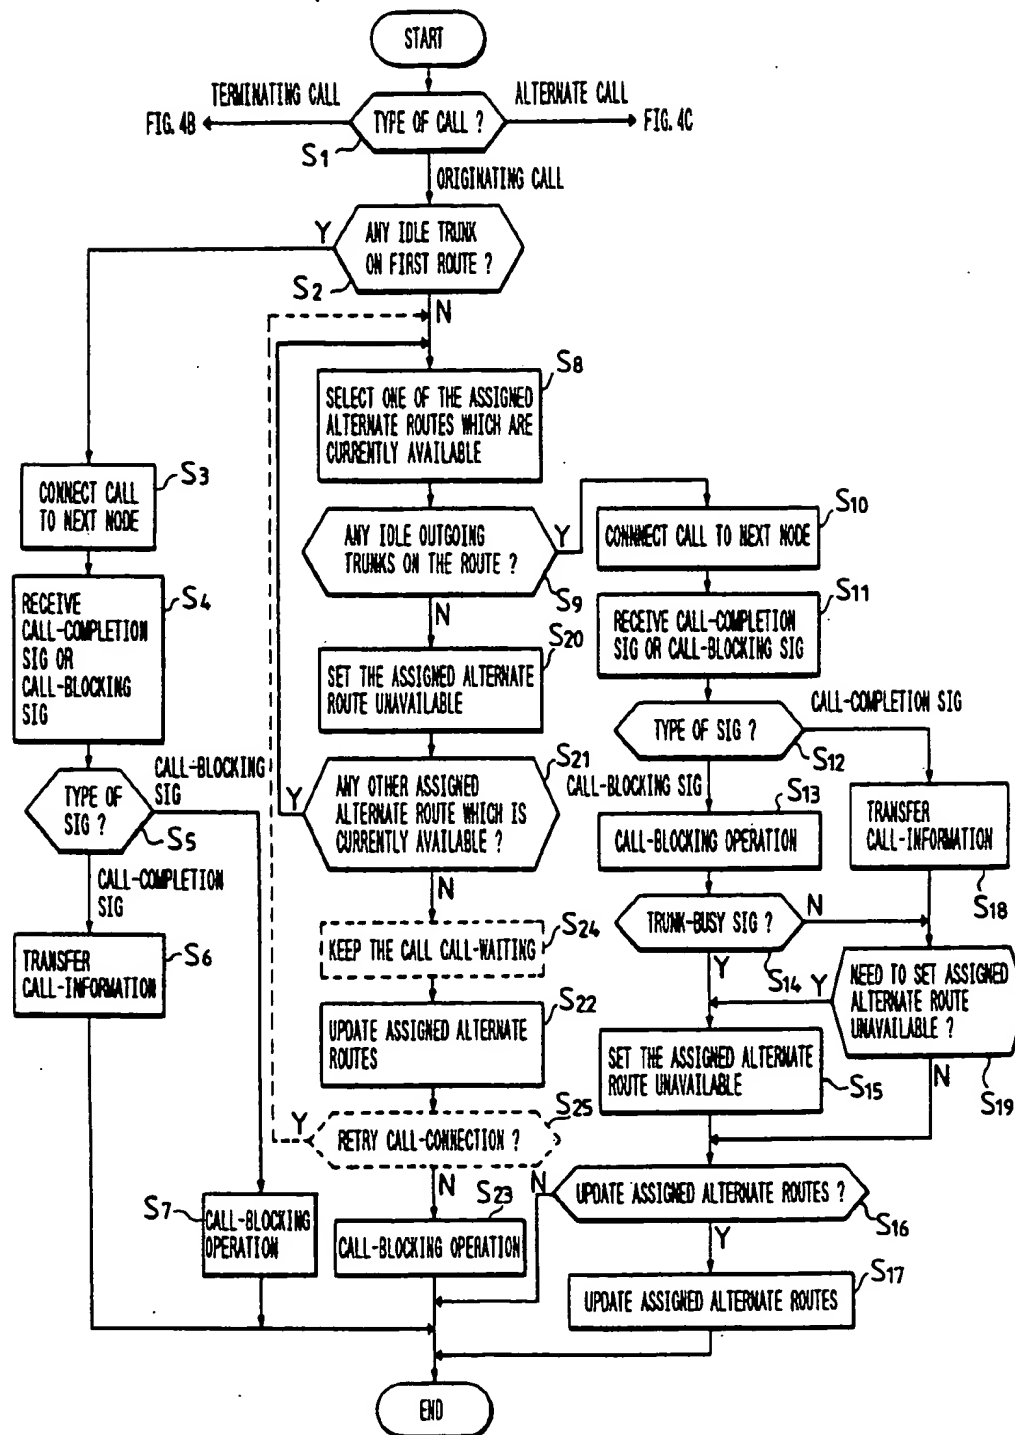 START
TERMINATING CALL
ALTERNATE CALL
FIG. 4B
TYPE OF CALL ?
FIG. 4C
S1
ORIGINATING CALL
Y
ANY IDLE TRUNK
ON FIRST ROUTE ?
S2
N
S8
SELECT ONE OF THE ASSIGNED
ALTERNATE ROUTES WHICH ARE
CURRENTLY AVAILABLE
S3
CONNECT CALL
TO NEXT NODE
ANY IDLE OUTGOING
TRUNKS ON THE ROUTE ?
Y
S9
N
S10
CONNNECT CALL TO NEXT NODE
S4
RECEIVE
CALL-COMPLETION
SIG OR
CALL-BLOCKING
SIG
S11
RECEIVE CALL-COMPLETION
SIG OR CALL-BLOCKING SIG
S20
SET THE ASSIGNED ALTERNATE
ROUTE UNAVAILABLE
CALL-COMPLETION SIG
TYPE OF SIG ?
S12
CALL-BLOCKING
SIG
TYPE OF
SIG ?
S5
CALL-COMPLETION
SIG
S21
Y
ANY OTHER ASSIGNED
ALTERNATE ROUTE WHICH IS
CURRENTLY AVAILABLE ?
N
CALL-BLOCKING SIG
S13
CALL-BLOCKING OPERATION
TRANSFER
CALL-INFORMATION
S18
S6
TRANSFER
CALL-INFORMATION
S24
KEEP THE CALL CALL-WAITING
TRUNK-BUSY SIG ?
N
S14
Y
Y
NEED TO SET ASSIGNED
ALTERNATE ROUTE
UNAVAILABLE ?
S19
N
S22
UPDATE ASSIGNED ALTERNATE
ROUTES
SET THE ASSIGNED ALTERNATE
ROUTE UNAVAILABLE
S15
S25
Y
RETRY CALL-CONNECTION ?
N
N
UPDATE ASSIGNED ALTERNATE ROUTES ?
S16
Y
S7
CALL-BLOCKING
OPERATION
S23
CALL-BLOCKING OPERATION
S17
UPDATE ASSIGNED ALTERNATE ROUTES
END